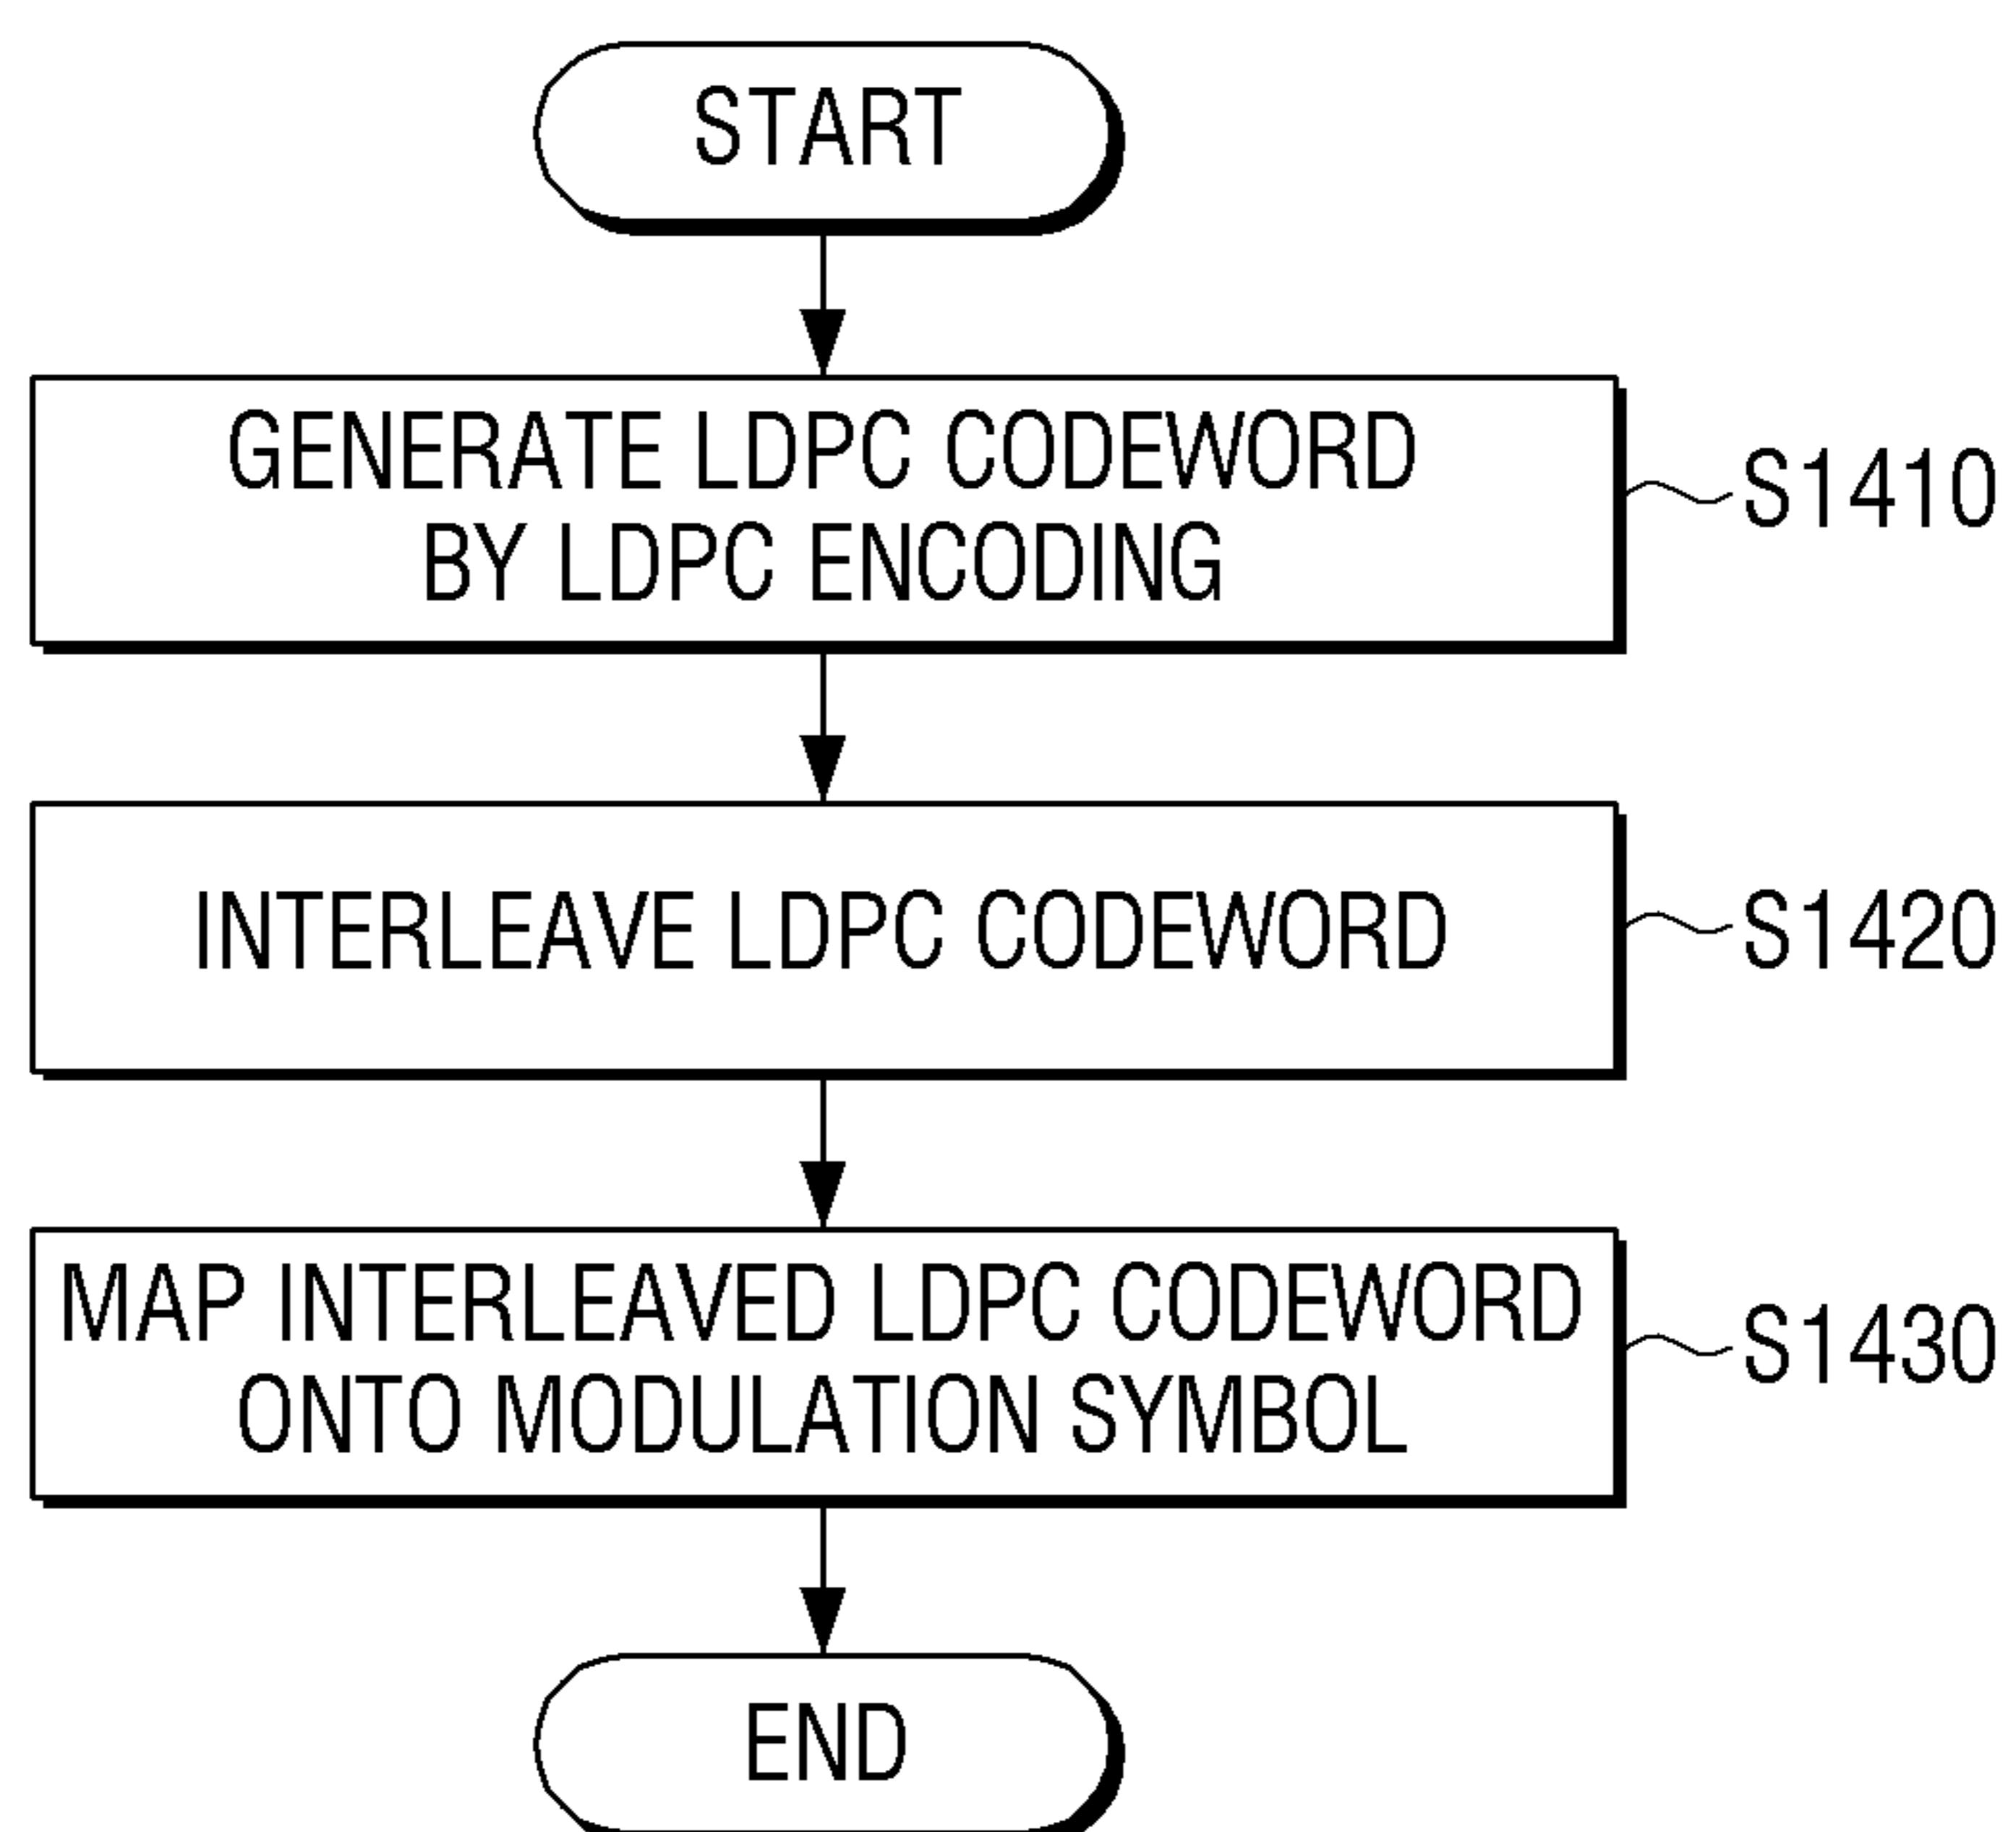 START
GENERATE LDPC CODEWORD
BY LDPC ENCODING
S1410
INTERLEAVE LDPC CODEWORD
S1420
MAP INTERLEAVED LDPC CODEWORD
ONTO MODULATION SYMBOL
S1430
END